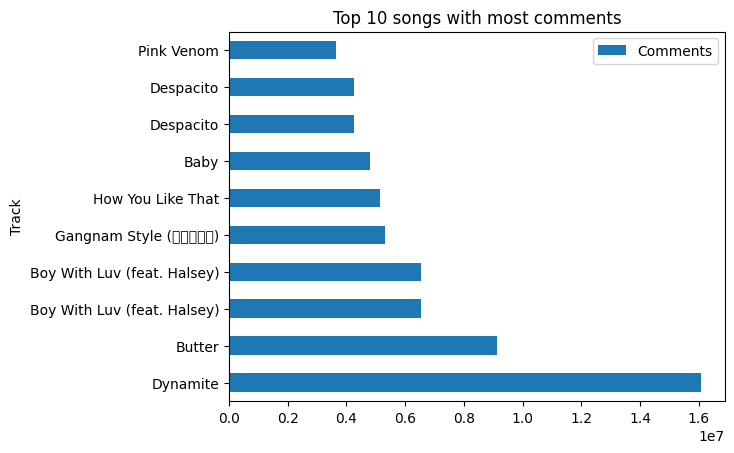 Top 10 songs with most comments
Comments
Track
Pink Venom
Despacito
Despacito
Baby
How You Like That
Gangnam Style (▯▯▯▯▯)
Boy With Luv (feat. Halsey)
Boy With Luv (feat. Halsey)
Butter
Dynamite
0.0 0.2 0.4 0.6 0.8 1.0 1.2 1.4 1.6
1e7